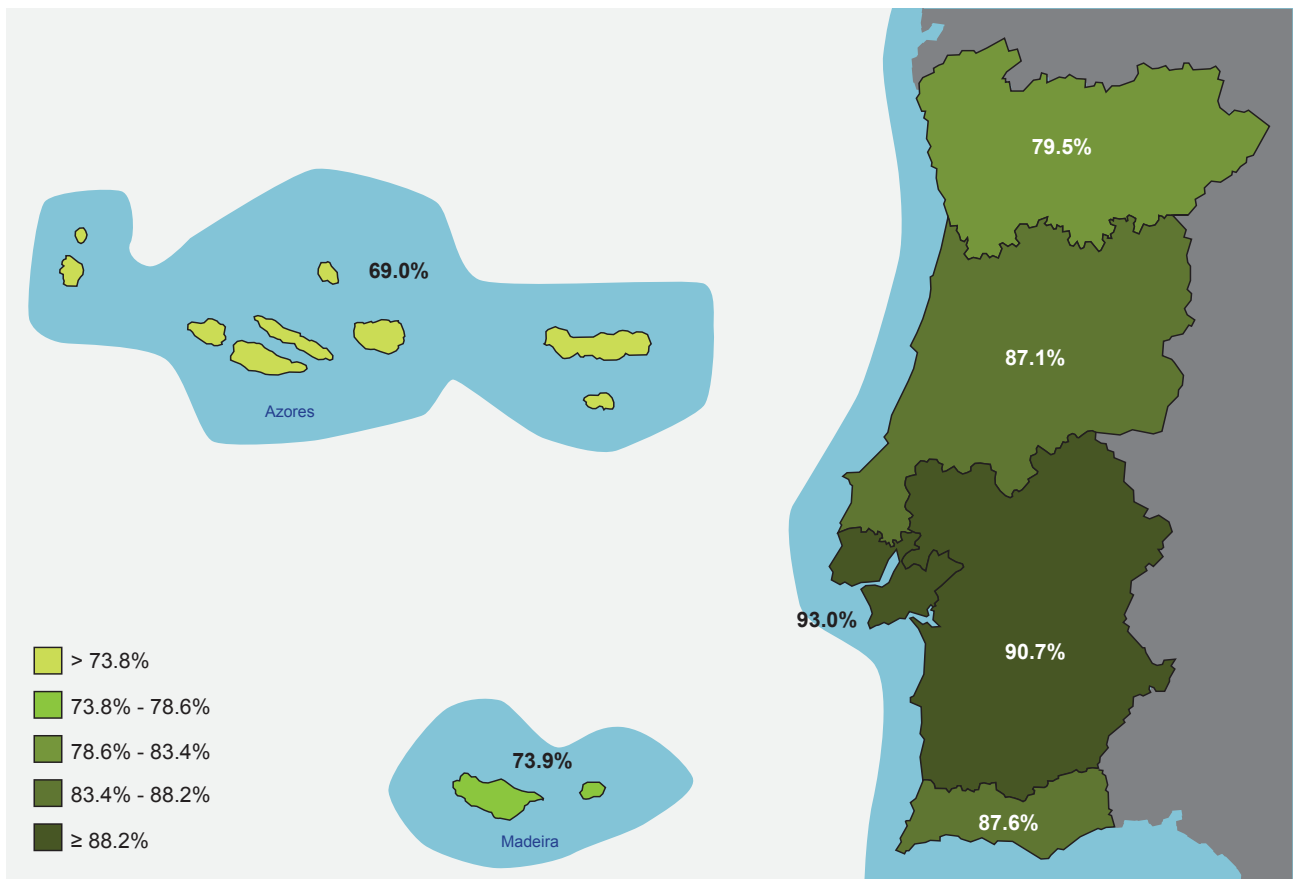 79.5%
69.0%
87.1%
Azores
93.0%
90.7%
> 73.8%
73.8% - 78.6%
78.6% - 83.4%
83.4% - 88.2%
≥ 88.2%
73.9%
Madeira
87.6%